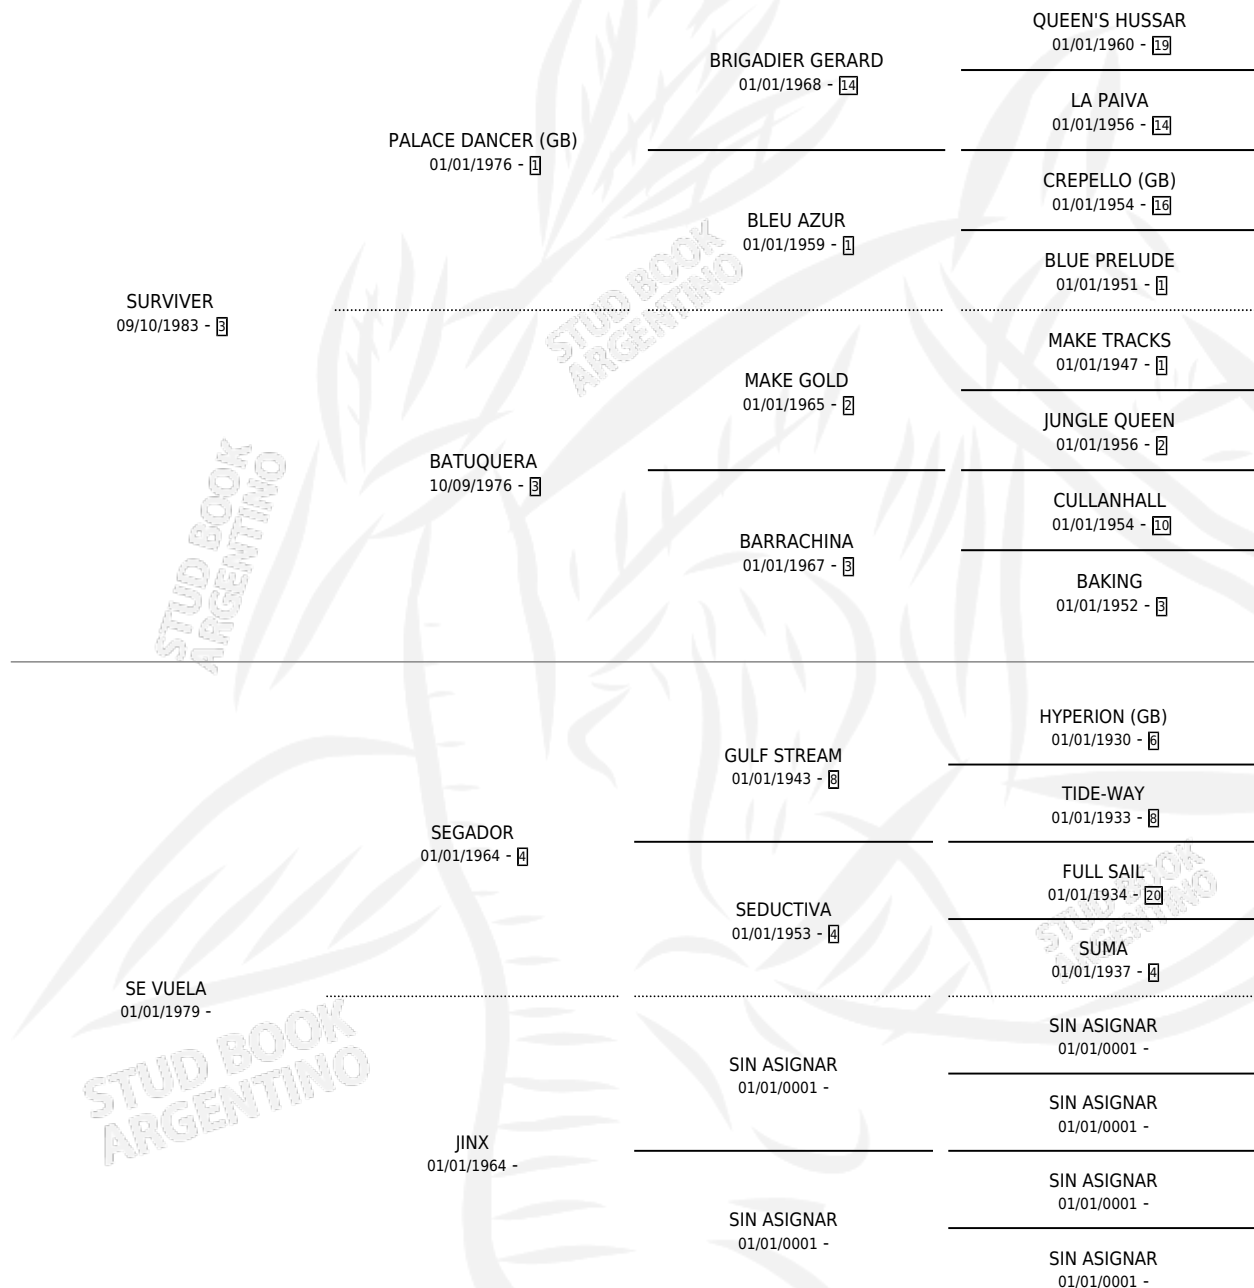 QUEEN'S HUSSAR
01/01/1960 - 19
BRIGADIER GERARD
01/01/1968 - 14
LA PAIVA
01/01/1956 - 14
PALACE DANCER (GB)
01/01/1976 - 1
CREPELLO (GB)
01/01/1954 - 16
BLEU AZUR
01/01/1959 - 1
BLUE PRELUDE
01/01/1951 - 1
SURVIVER
09/10/1983 - 3
MAKE TRACKS
01/01/1947 - 1
MAKE GOLD
01/01/1965 - 2
JUNGLE QUEEN
01/01/1956 - 2
BATUQUERA
10/09/1976 - 3
CULLANHALL
01/01/1954 - 10
BARRACHINA
01/01/1967 - 3
BAKING
01/01/1952 - 3
HYPERION (GB)
01/01/1930 - 6
GULF STREAM
01/01/1943 - 8
TIDE-WAY
01/01/1933 - 8
SEGADOR
01/01/1964 - 4
FULL SAIL
01/01/1934 - 20
SEDUCTIVA
01/01/1953 - 4
SUMA
01/01/1937 - 4
SE VUELA
01/01/1979 -
SIN ASIGNAR
01/01/0001 -
SIN ASIGNAR
01/01/0001 -
SIN ASIGNAR
01/01/0001 -
JINX
01/01/1964 -
SIN ASIGNAR
01/01/0001 -
SIN ASIGNAR
01/01/0001 -
SIN ASIGNAR
01/01/0001 -
STUD BOOK
ARGENTINO
STUD BOOK
ARGENTINO
STUD BOOK
ARGENTINO
STUD BOOK
ARGENTINO